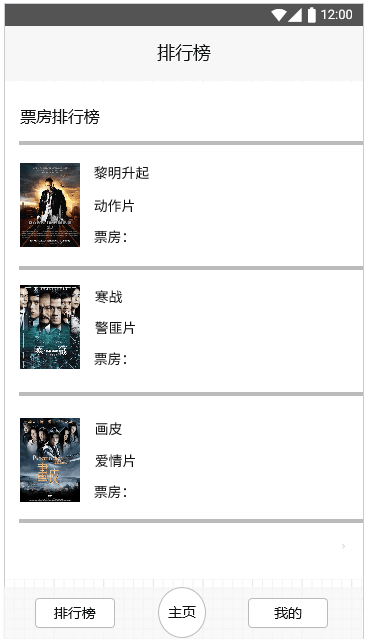 12:00
排行榜
票房排行榜
黎明升起
动作片
票房：
寒战
警匪片
票房：
画皮
爱情片
票房：
排行榜
主页
我的